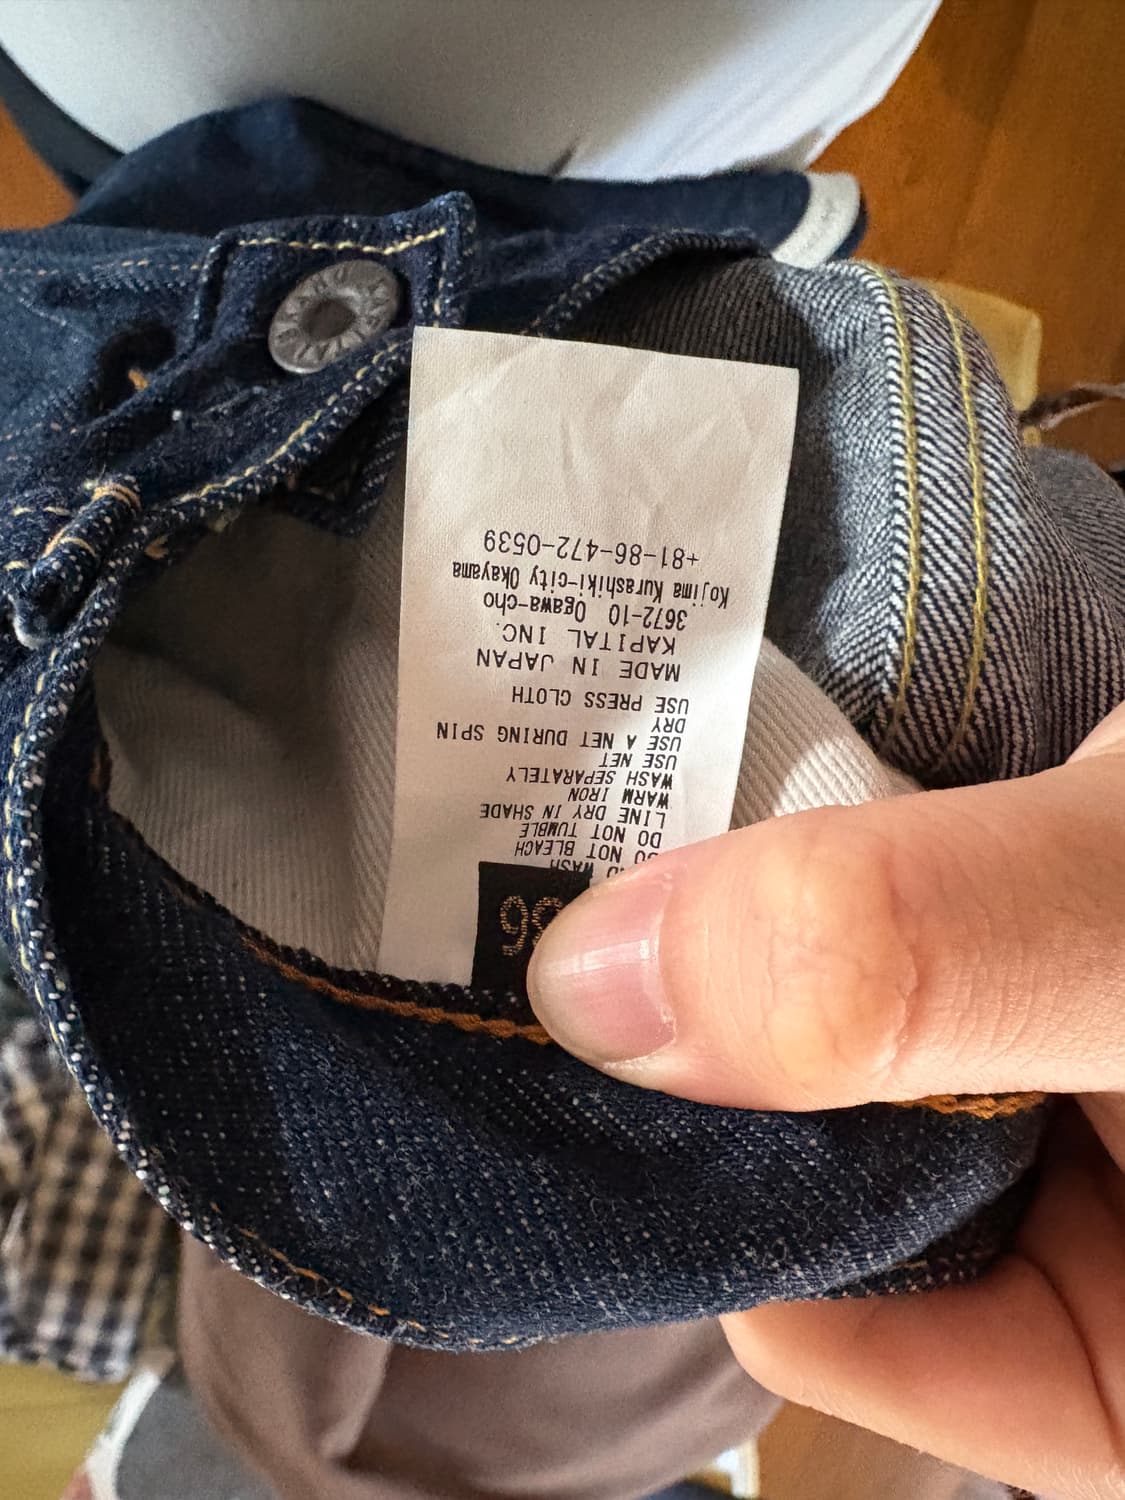 WASH
DO NOT BLEACH
DO NOT TUMBLE
LINE DRY IN SHADE
WARM IRON
WASH SEPARATELY
USE NET
USE A NET DURING SPIN
DRY
USE PRESS CLOTH
MADE IN JAPAN
KAPITAL INC.
3672-10 Ogawa-cho
Kojima Kurashiki-city Okayama
+81-86-472-0539